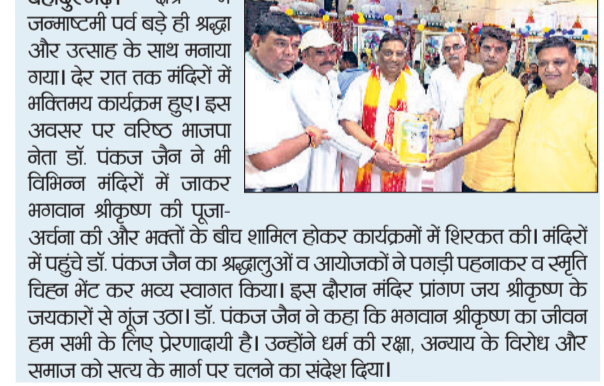 बहादुरगढ़। क्षेत्र में
जन्माष्टमी पर्व बड़े ही श्रद्धा
और उत्साह के साथ मनाया
गया। देर रात तक मंदिरों में
भक्तिमय कार्यक्रम हुए। इस
अवसर पर वरिष्ठ भाजपा
नेता डॉ. पंकज जैन ने भी
विभिन्न मंदिरों में जाकर
भगवान श्रीकृष्ण की पूजा-
अर्चना की और भक्तों के बीच शामिल होकर कार्यक्रमों में शिरकत की। मंदिरों
में पहुंचे डॉ. पंकज जैन का श्रद्धालुओं व आयोजकों ने पगड़ी पहनाकर व स्मृति
चिह्न भेंट कर भव्य स्वागत किया। इस दौरान मंदिर प्रांगण जय श्रीकृष्ण के
जयकारों से गूंज उठा। डॉ. पंकज जैन ने कहा कि भगवान श्रीकृष्ण का जीवन
हम सभी के लिए प्रेरणादायी है। उन्होंने धर्म की रक्षा, अन्याय के विरोध और
समाज को सत्य के मार्ग पर चलने का संदेश दिया।